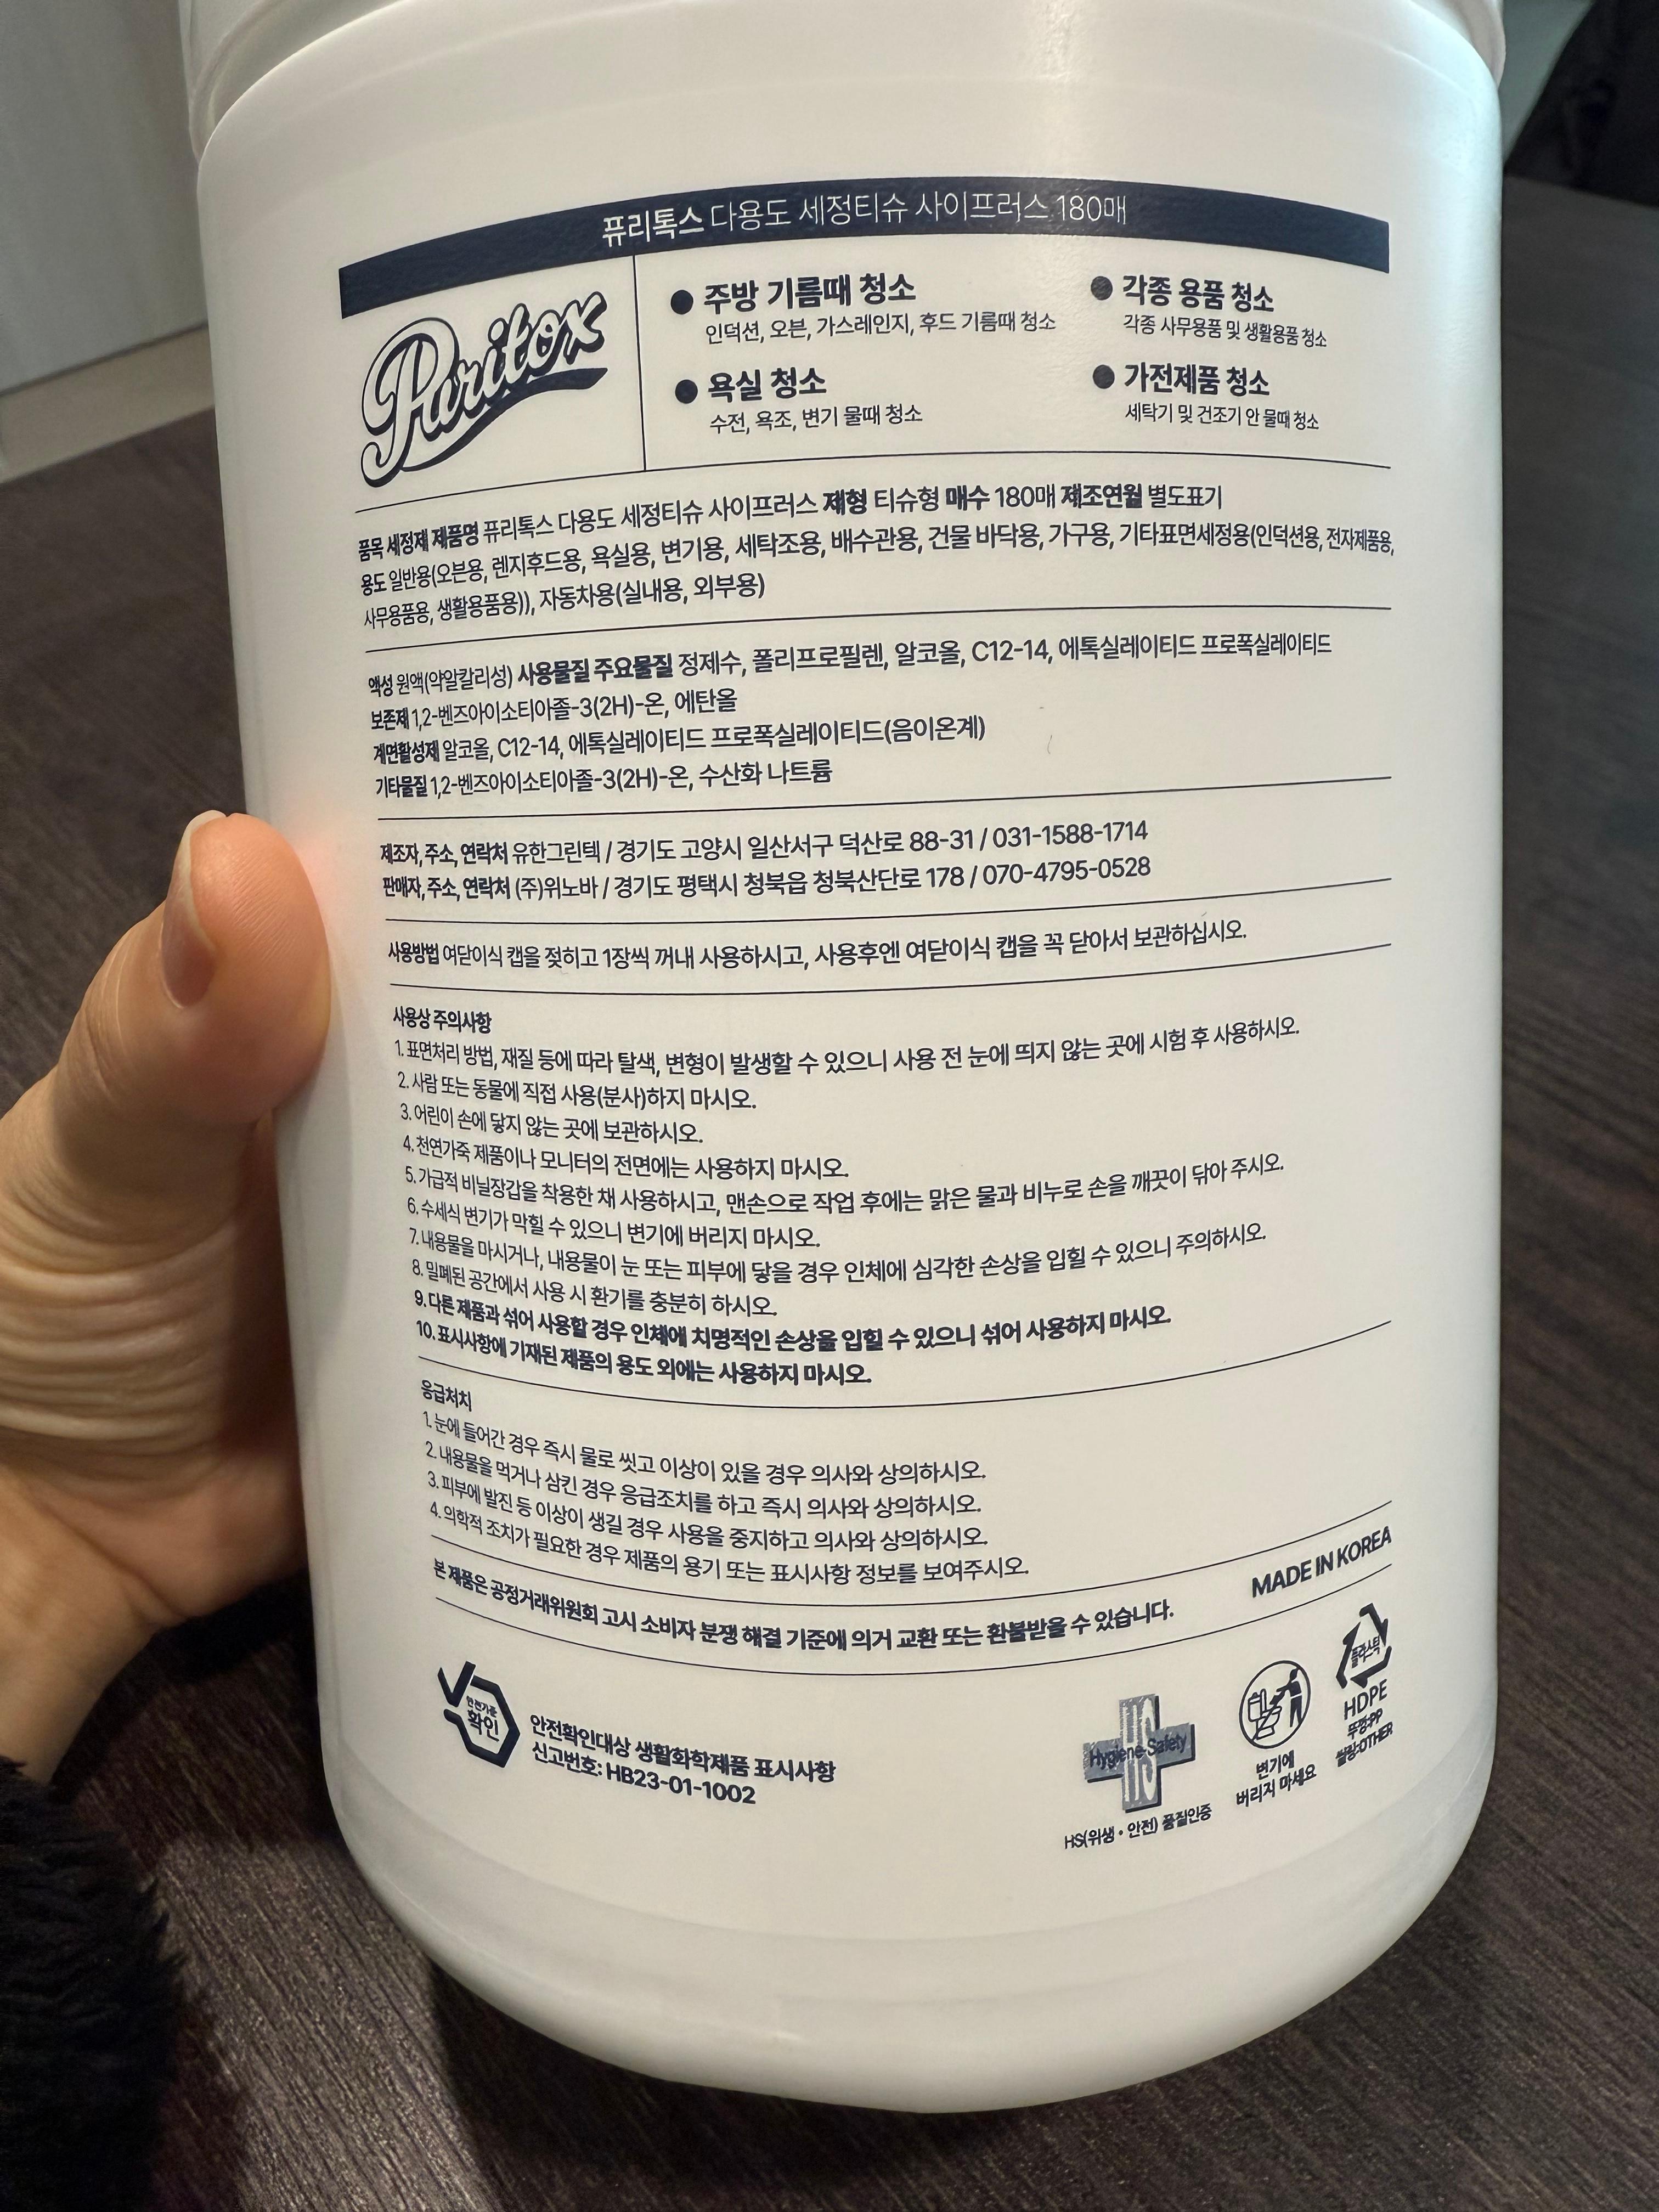 퓨리톡스 다용도 세정티슈 사이프러스 180매
Puritox
주방 기름때 청소
인덕션, 오븐, 가스레인지, 후드 기름때 청소
각종 용품 청소
각종 사무용품 및 생활용품 청소
욕실 청소
수전, 욕조, 변기 물때 청소
가전제품 청소
세탁기 및 건조기 안 물때 청소
품목 세정제 제품명 퓨리톡스 다용도 세정티슈 사이프러스 제형 티슈형 매수 180매 제조연월 별도표기
용도 일반용(오븐용, 렌지후드용, 욕실용, 변기용, 세탁조용, 배수관용, 건물 바닥용, 가구용, 기타표면세정용(인덕션용, 전자제품용,
사무용품용, 생활용품용)), 자동차용(실내용, 외부용)
액성 원액(약알칼리성) 사용물질 주요물질 정제수, 폴리프로필렌, 알코올, C12-14, 에톡실레이티드 프로폭실레이티드
보존제 1,2-벤즈아이소티아졸-3(2H)-온, 에탄올
계면활성제 알코올, C12-14, 에톡실레이티드 프로폭실레이티드(음이온계)
기타물질 1,2-벤즈아이소티아졸-3(2H)-온, 수산화 나트륨
제조자, 주소, 연락처 유한그린텍 / 경기도 고양시 일산서구 덕산로 88-31 / 031-1588-1714
판매자, 주소, 연락처 (주)위노바 / 경기도 평택시 청북읍 청북산단로 178 / 070-4795-0528
사용방법 여닫이식 캡을 젖히고 1장씩 꺼내 사용하시고, 사용후엔 여닫이식 캡을 꼭 닫아서 보관하십시오.
사용상 주의사항
1. 표면처리 방법, 재질 등에 따라 탈색, 변형이 발생할 수 있으니 사용 전 눈에 띄지 않는 곳에 시험 후 사용하시오.
2. 사람 또는 동물에 직접 사용(분사)하지 마시오.
3. 어린이 손에 닿지 않는 곳에 보관하시오.
4. 천연가죽 제품이나 모니터의 전면에는 사용하지 마시오.
5. 가급적 비닐장갑을 착용한 채 사용하시고, 맨손으로 작업 후에는 맑은 물과 비누로 손을 깨끗이 닦아 주시오.
6. 수세식 변기가 막힐 수 있으니 변기에 버리지 마시오.
7. 내용물을 마시거나, 내용물이 눈 또는 피부에 닿을 경우 인체에 심각한 손상을 입힐 수 있으니 주의하시오.
8. 밀폐된 공간에서 사용 시 환기를 충분히 하시오.
9. 다른 제품과 섞어 사용할 경우 인체에 치명적인 손상을 입힐 수 있으니 섞어 사용하지 마시오.
10. 표시사항에 기재된 제품의 용도 외에는 사용하지 마시오.
응급처치
1. 눈에 들어간 경우 즉시 물로 씻고 이상이 있을 경우 의사와 상의하시오.
2. 내용물을 먹거나 삼킨 경우 응급조치를 하고 즉시 의사와 상의하시오.
3. 피부에 발진 등 이상이 생길 경우 사용을 중지하고 의사와 상의하시오.
4. 의학적 조치가 필요한 경우 제품의 용기 또는 표시사항 정보를 보여주시오.
본 제품은 공정거래위원회 고시 소비자 분쟁 해결 기준에 의거 교환 또는 환불받을 수 있습니다.
MADE IN KOREA
안전기준
확인
안전확인대상 생활화학제품 표시사항
신고번호: HB23-01-1002
HS
Hygiene·Safety
HS(위생·안전) 품질인증
변기에
버리지 마세요
플라스틱
HDPE
뚜껑:PP
씰링:OTHER